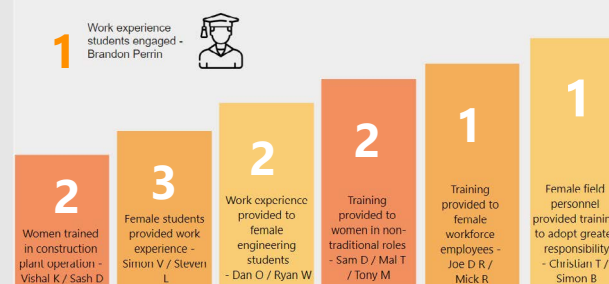 1
Work experience
students engaged -
Brandon Perrin
2
Women trained
in construction
plant operation -
Vishal K / Sash D
3
Female students
provided work
experience -
Simon V / Steven
L
2
Work experience
provided to
female
engineering
students
- Dan O / Ryan W
2
Training
provided to
women in non-
traditional roles
- Sam D / Mal T
/ Tony M
1
Training
provided to
female
workforce
employees -
Joe D R /
Mick R
1
Female field
personnel
provided training
to adopt greater
responsibility
- Christian T /
Simon B